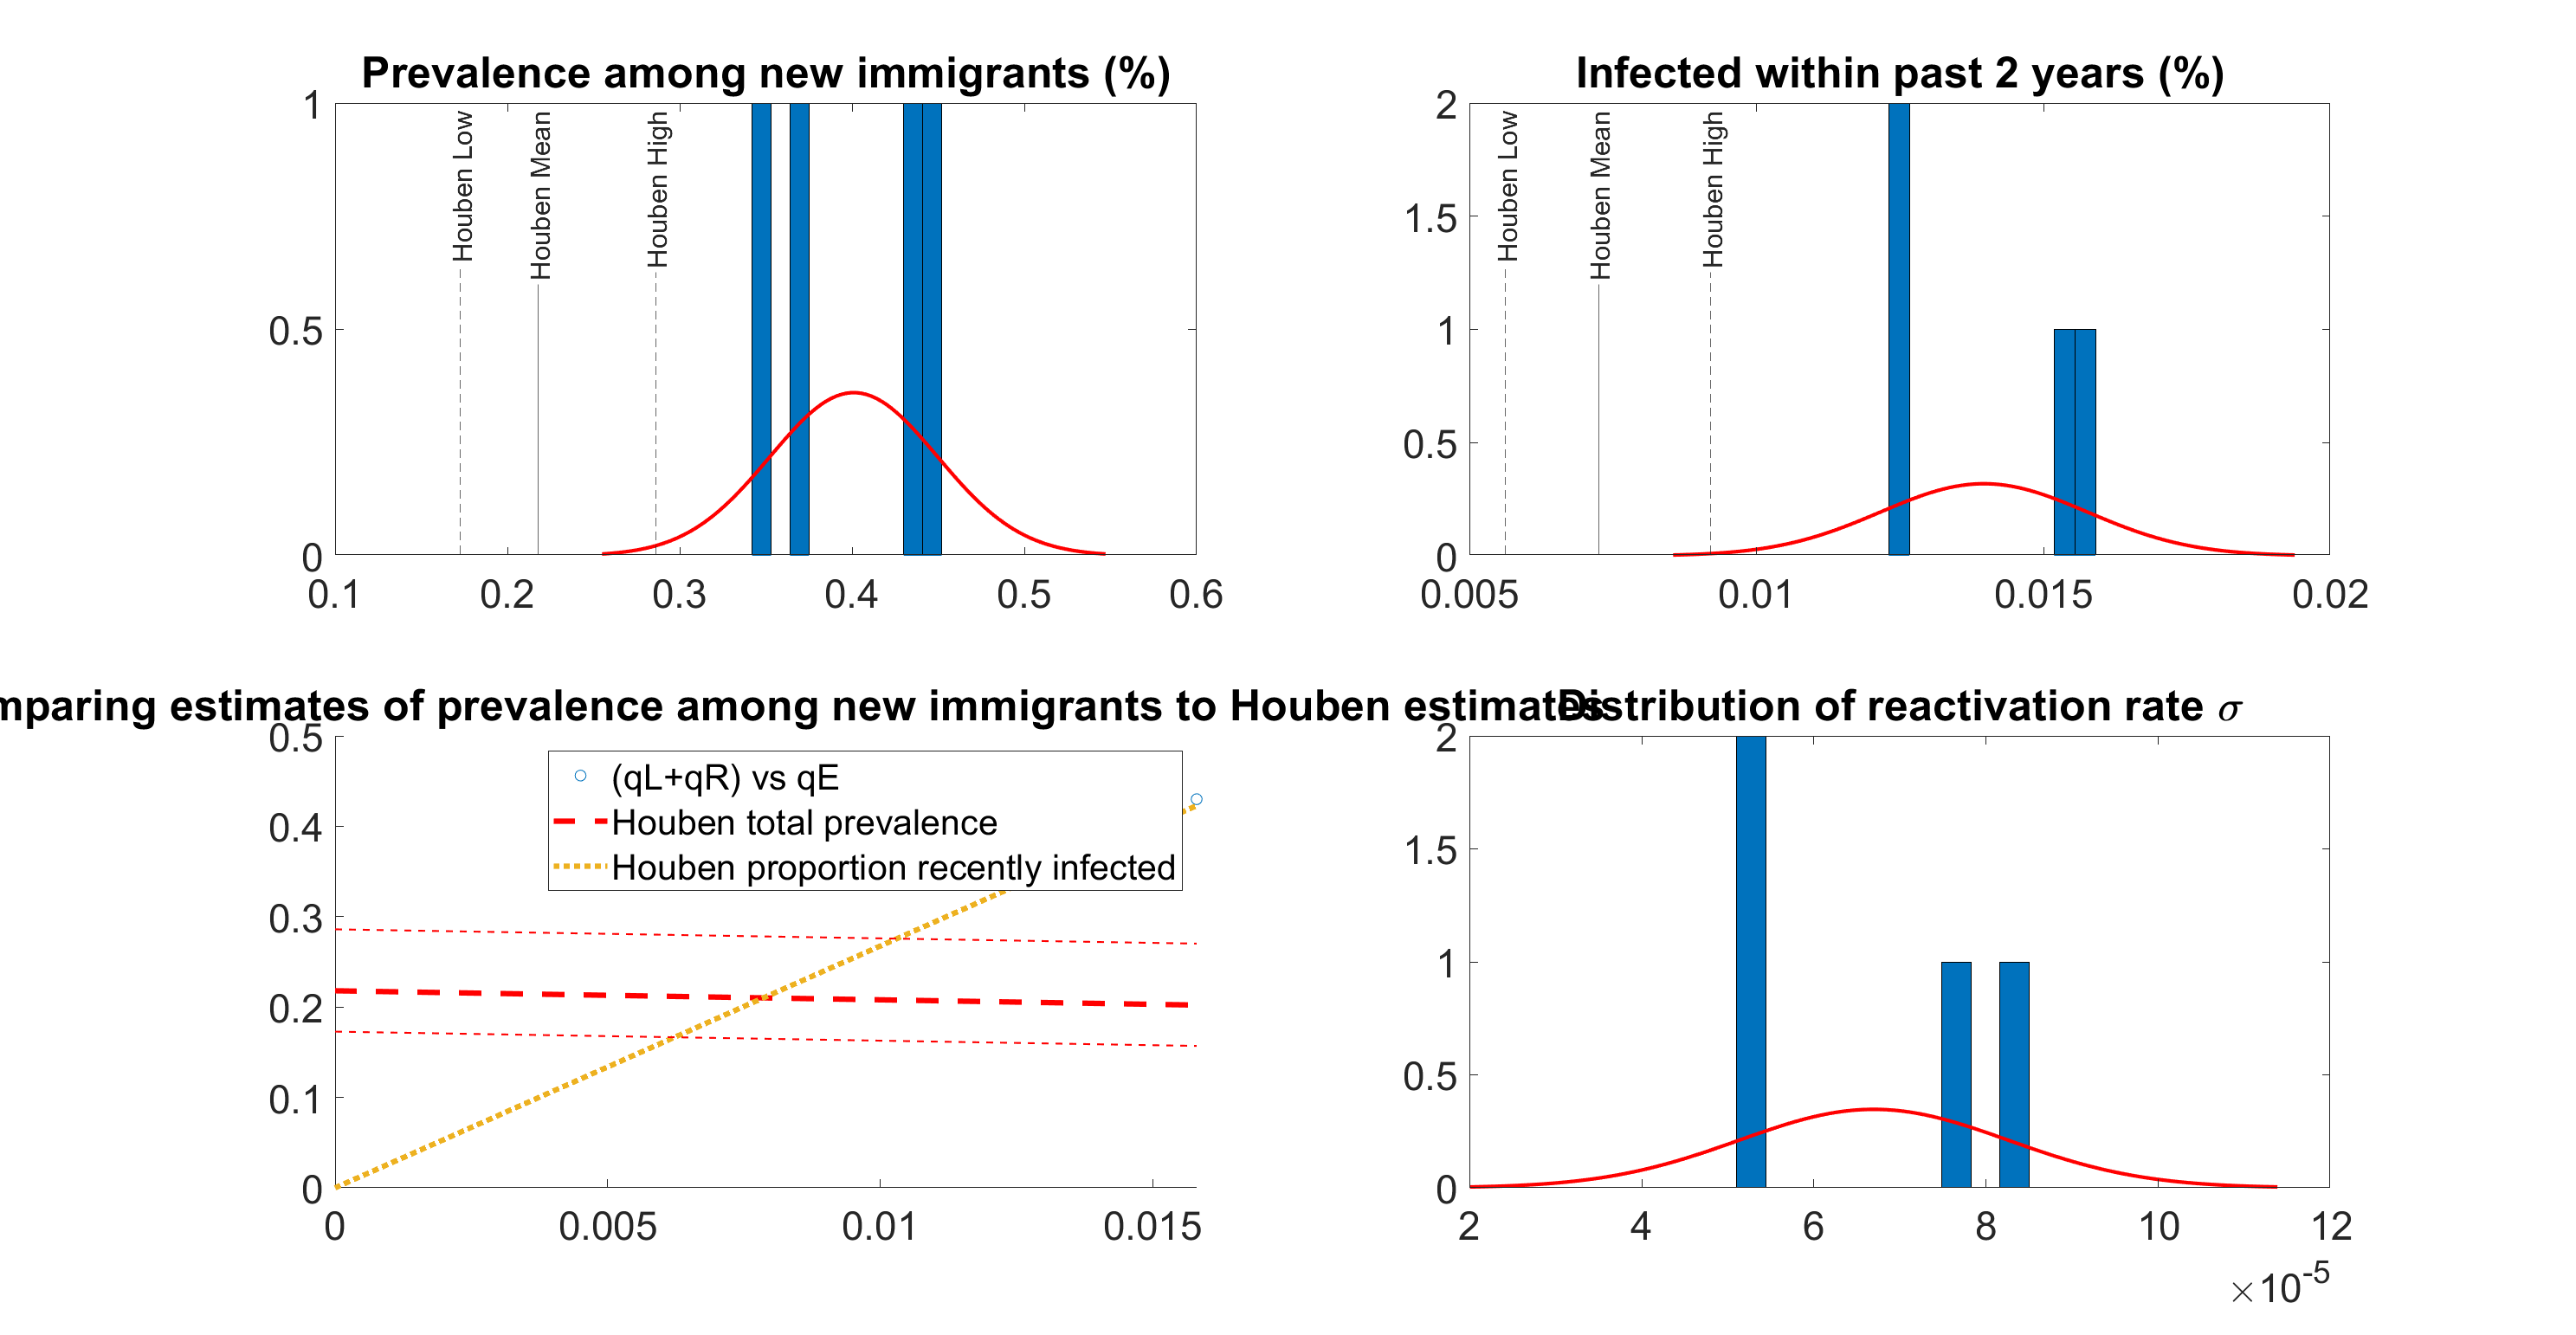 Prevalence among new immigrants (%)
1
0.5
0
0.1 0.2 0.3 0.4 0.5 0.6
Houben Low
Houben Mean
Houben High
Infected within past 2 years (%)
2
1.5
1
0.5
0
0.005 0.01 0.015 0.02
Houben Low
Houben Mean
Houben High
mparing estimates of prevalence among new immigrants to Houben estimates
0.5
0.4
0.3
0.2
0.1
0
0 0.005 0.01 0.015
(qL+qR) vs qE
Houben total prevalence
Houben proportion recently infected
Distribution of reactivation rate σ
2
1.5
1
0.5
0
2 4 6 8 10 12
×10⁻⁵